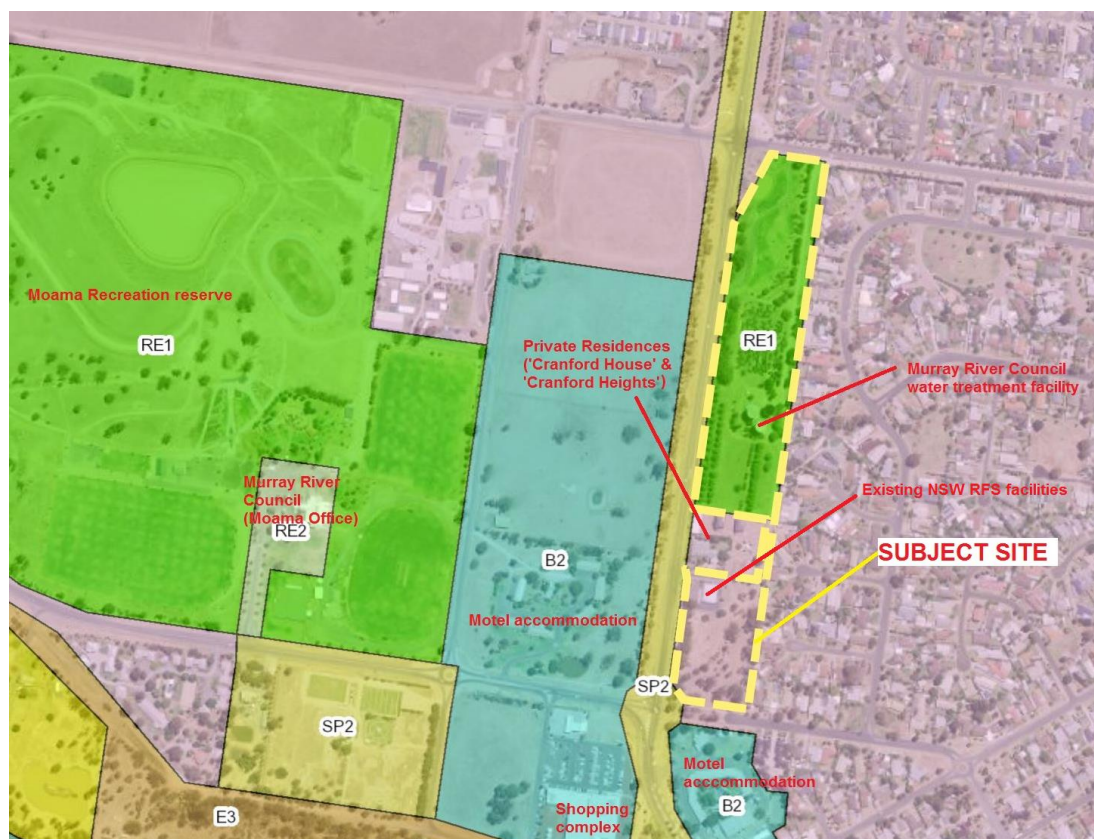 Moama Recreation reserve
RE1
Private Residences
('Cranford House' &
'Cranford Heights')
RE1
Murray River Council
water treatment facility
Murray River
Council
(Moama Office)
RE2
Existing NSW RFS facilities
SUBJECT SITE
B2
Motel accommodation
SP2
SP2
Motel
acccommodation
B2
Shopping
complex
E3